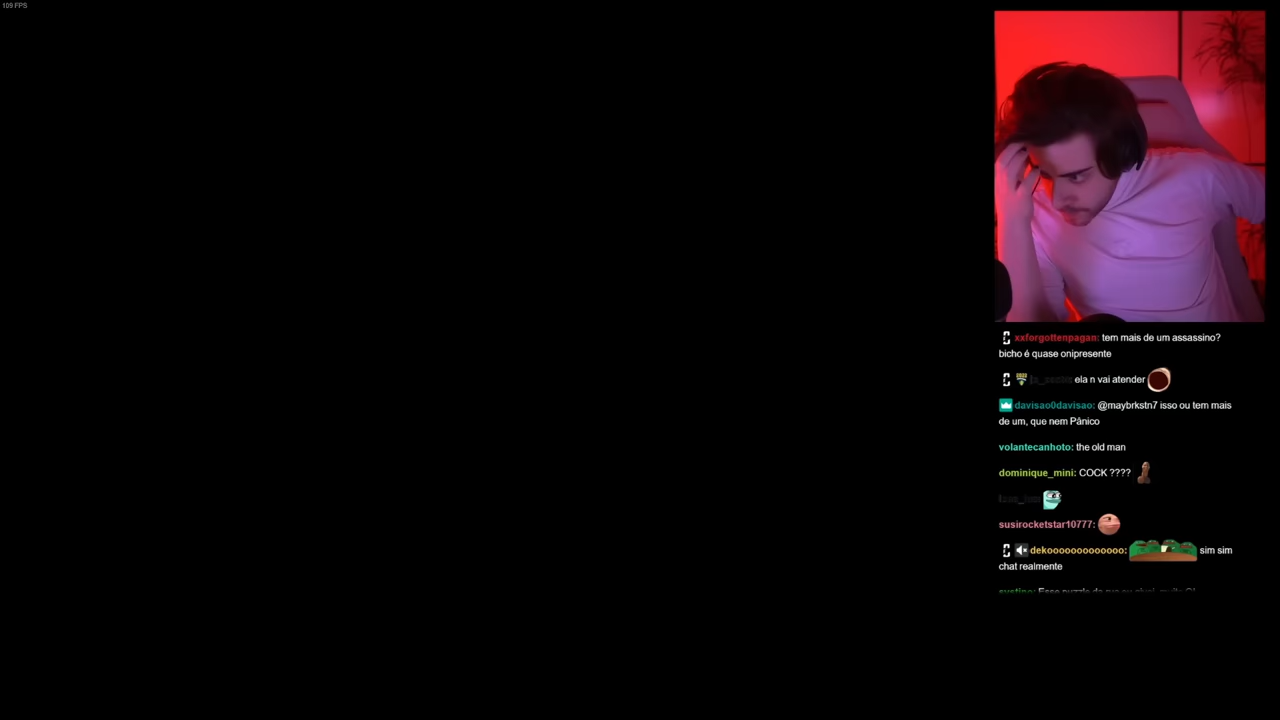 109 FPS
xxforgottenpagan: tem mais de um assassino?
bicho é quase onipresente
ela n vai atender
davisao0davisao: @maybrkstn7 isso ou tem mais
de um, que nem Pânico
volantecanhoto: the old man
dominique_mini: COCK ????
susirocketstar10777:
dekooooooooooooo: sim sim
chat realmente